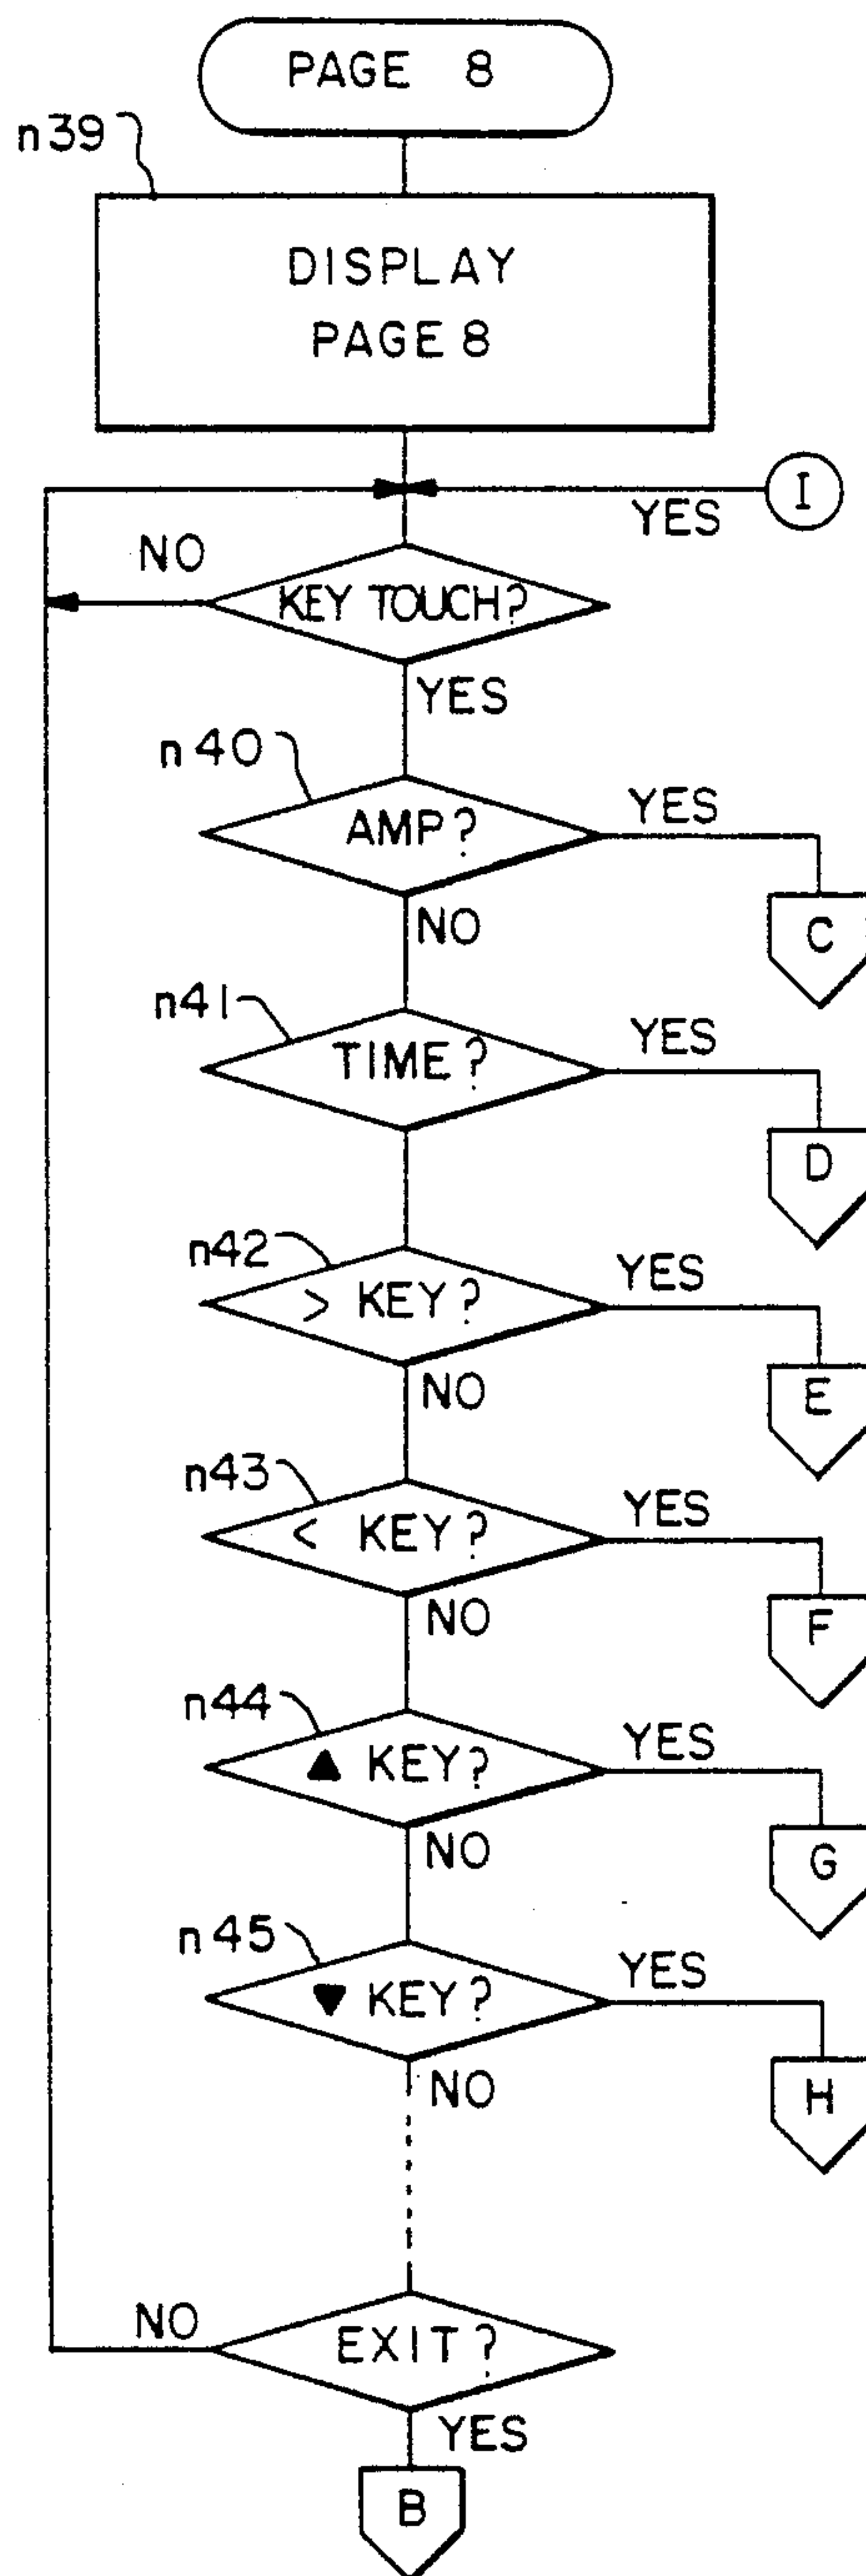 PAGE 8
n39
DISPLAY
PAGE 8
I
YES
NO
KEY TOUCH?
YES
n40
AMP?
YES
C
NO
n41
TIME?
YES
D
n42
> KEY?
YES
E
NO
n43
< KEY?
YES
F
NO
n44
▲ KEY?
YES
G
NO
n45
▼ KEY?
YES
H
NO
NO
EXIT?
YES
B